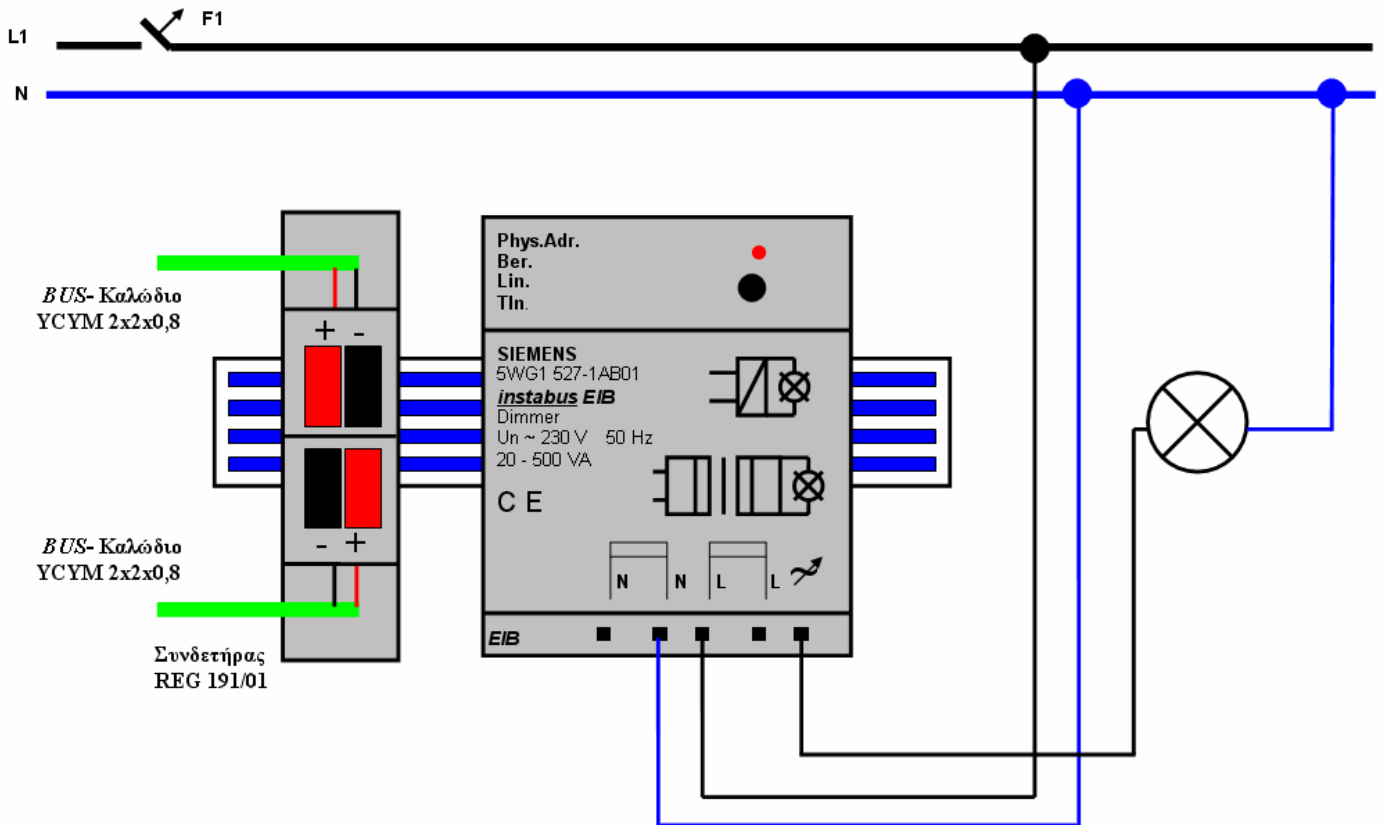 F1
L1
N
Phys.Adr.
Ber.
Lin.
Tln.
BUS- Καλώδιο
YCYM 2x2x0,8
+ -
SIEMENS
5WG1 527-1AB01
instabus EIB
Dimmer
Un ~ 230 V 50 Hz
20 - 500 VA
C E
- +
BUS- Καλώδιο
YCYM 2x2x0,8
N N L L
EIB
Συνδετήρας
REG 191/01